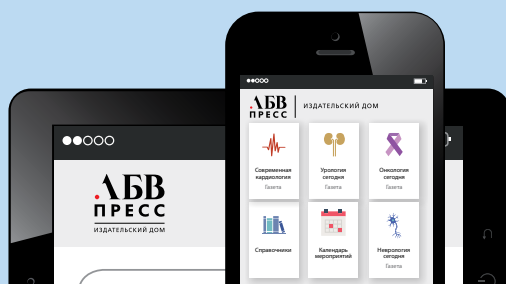 АБВ
ПРЕСС
ИЗДАТЕЛЬСКИЙ ДОМ
АБВ
ПРЕСС
ИЗДАТЕЛЬСКИЙ ДОМ
Современная
кардиология
Газета
Урология
сегодня
Газета
Онкология
сегодня
Газета
Справочники
Календарь
мероприятий
Неврология
сегодня
Газета